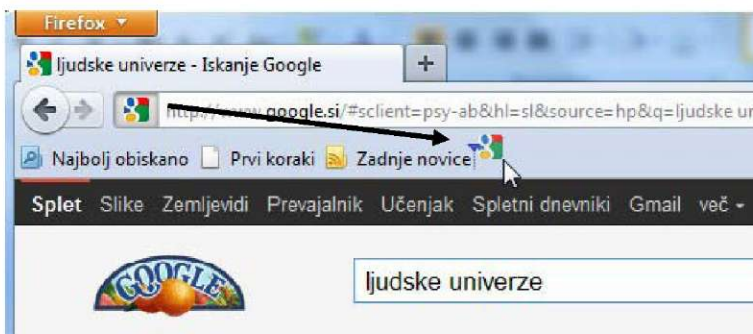 Firefox
ljudske univerze - Iskanje Google
http://www.google.si/#sclient=psy-ab&hl=sl&source=hp&q=ljudske un
Najbolj obiskano Prvi koraki Zadnje novice
Splet Slike Zemljevidi Prevajalnik Učenjak Spletni dnevniki Gmail več
GOOGLE ljudske univerze